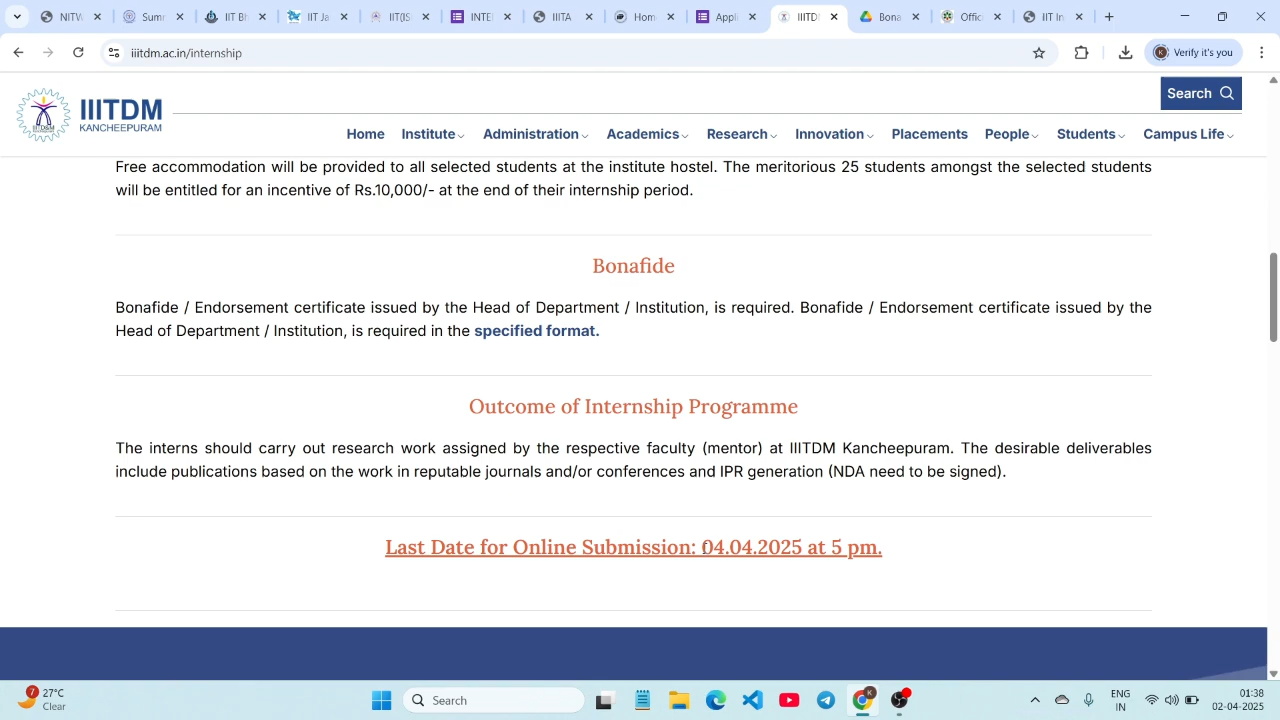 NITW
Sumr
IIT Bh
IIT Ja
IIT(IS
INTEI
IIITA
Hom
Appli
IIITD
Bona
Offic
IIT In
iiitdm.ac.in/internship
Verify it's you
IIITDM
KANCHEEPURAM
Search
Home Institute Administration Academics Research Innovation Placements People Students Campus Life
Free accommodation will be provided to all selected students at the institute hostel. The meritorious 25 students amongst the selected students
will be entitled for an incentive of Rs.10,000/- at the end of their internship period.
Bonafide
Bonafide / Endorsement certificate issued by the Head of Department / Institution, is required. Bonafide / Endorsement certificate issued by the
Head of Department / Institution, is required in the specified format.
Outcome of Internship Programme
The interns should carry out research work assigned by the respective faculty (mentor) at IIITDM Kancheepuram. The desirable deliverables
include publications based on the work in reputable journals and/or conferences and IPR generation (NDA need to be signed).
Last Date for Online Submission: 04.04.2025 at 5 pm.
7
27°C
Clear
Search
ENG
IN
01:38
02-04-2025